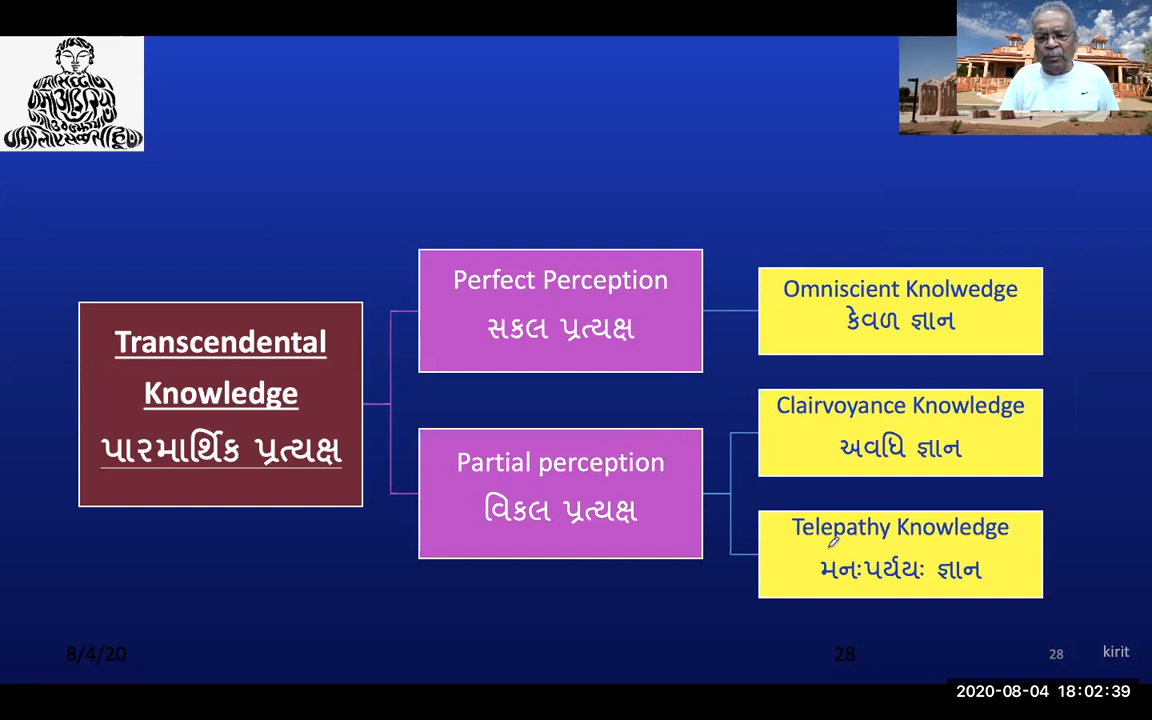 Transcendental
Knowledge
પારમાર્થિક પ્રત્યક્ષ
Perfect Perception
સકલ પ્રત્યક્ષ
Partial perception
વિકલ પ્રત્યક્ષ
Omniscient Knolwedge
કેવળ જ્ઞાન
Clairvoyance Knowledge
અવધિ જ્ઞાન
Telepathy Knowledge
મનઃપર્યયઃ જ્ઞાન
8/4/20
28
28
kirit
2020-08-04 18:02:39